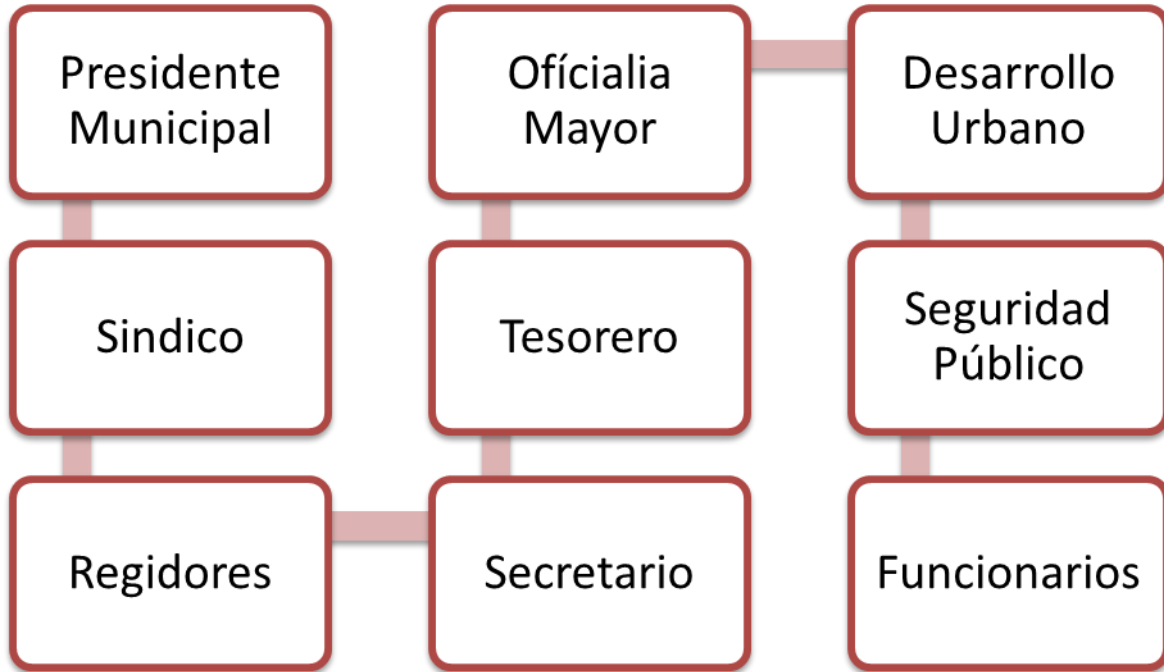 Presidente
Municipal
Sindico
Regidores
Secretario
Tesorero
Ofícialia
Mayor
Desarrollo
Urbano
Seguridad
Público
Funcionarios